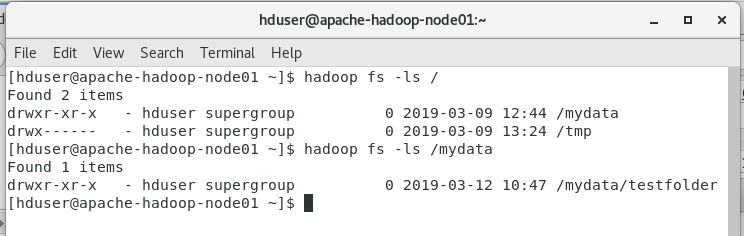 hduser@apache-hadoop-node01:~
File Edit View Search Terminal Help
[hduser@apache-hadoop-node01 ~]$ hadoop fs -ls /
Found 2 items
drwxr-xr-x   - hduser supergroup          0 2019-03-09 12:44 /mydata
drwx------   - hduser supergroup          0 2019-03-09 13:24 /tmp
[hduser@apache-hadoop-node01 ~]$ hadoop fs -ls /mydata
Found 1 items
drwxr-xr-x   - hduser supergroup          0 2019-03-12 10:47 /mydata/testfolder
[hduser@apache-hadoop-node01 ~]$